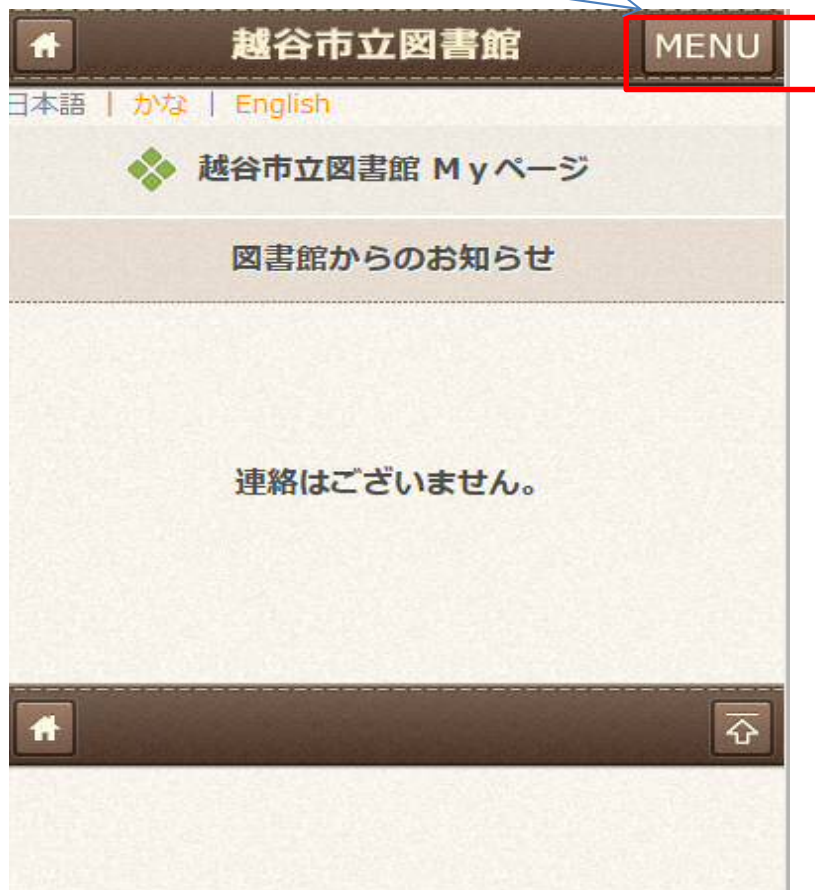 越谷市立図書館 MENU
日本語 | かな | English
越谷市立図書館 Ｍｙページ
図書館からのお知らせ
連絡はございません。